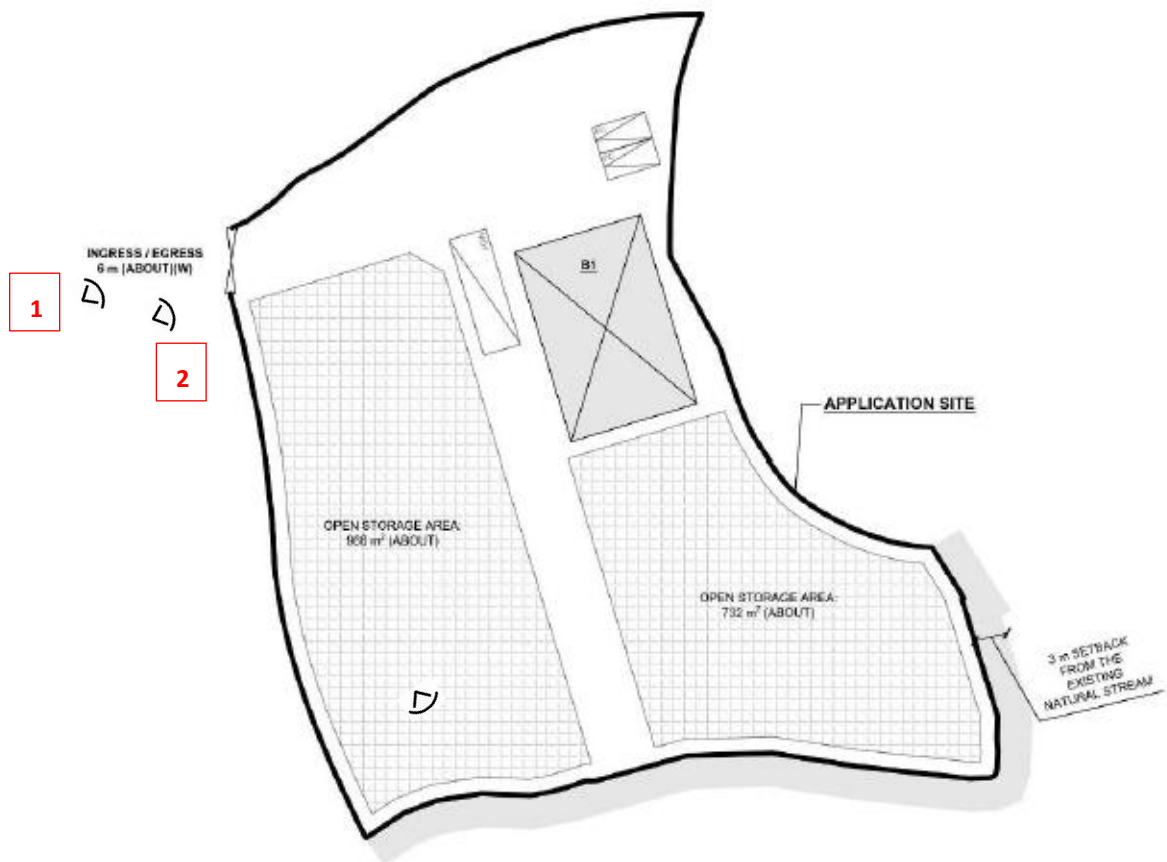 B1
INGRESS / EGRESS
6 m (ABOUT)(W)
1
2
APPLICATION SITE
OPEN STORAGE AREA:
m² (ABOUT)
OPEN STORAGE AREA:
732 m² (ABOUT)
3 m SETBACK
FROM THE
EXISTING
NATURAL STREAM